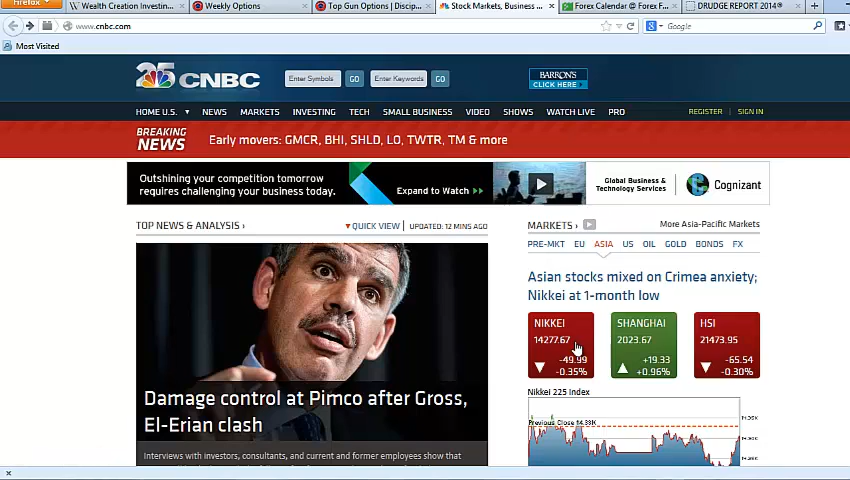 Firefox
Wealth Creation Investin...
Weekly Options
Top Gun Options | Discip...
Stock Markets, Business ...
Forex Calendar @ Forex F...
DRUDGE REPORT 2014®
www.cnbc.com
Google
Most Visited
25 CNBC
Enter Symbols GO Enter Keywords GO
BARRON'S
CLICK HERE
HOME U.S. NEWS MARKETS INVESTING TECH SMALL BUSINESS VIDEO SHOWS WATCH LIVE PRO REGISTER SIGN IN
BREAKING
NEWS
Early movers: GMCR, BHI, SHLD, LO, TWTR, TM & more
Outshining your competition tomorrow
requires challenging your business today.
Expand to Watch
Global Business &
Technology Services
Cognizant
TOP NEWS & ANALYSIS
QUICK VIEW
UPDATED: 12 MINS AGO
Damage control at Pimco after Gross,
El-Erian clash
Interviews with investors, consultants, and current and former employees show that
MARKETS
More Asia-Pacific Markets
PRE-MKT EU ASIA US OIL GOLD BONDS FX
Asian stocks mixed on Crimea anxiety;
Nikkei at 1-month low
NIKKEI
14277.67
-49.99
-0.35%
SHANGHAI
2023.67
+19.33
+0.96%
HSI
21473.95
-65.54
-0.30%
Nikkei 225 Index
Previous Close 14.33K